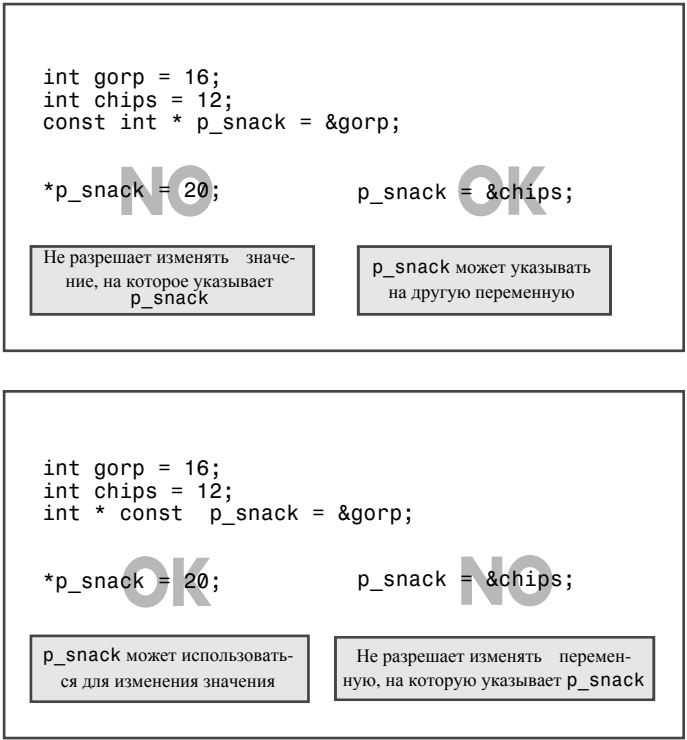 int gorp = 16;
int chips = 12;
const int * p_snack = &gorp;
NO
*p_snack = 20;
OK
p_snack = &chips;
Не разрешает изменять значе-
ние, на которое указывает
p_snack
p_snack может указывать
на другую переменную
int gorp = 16;
int chips = 12;
int * const p_snack = &gorp;
OK
*p_snack = 20;
NO
p_snack = &chips;
p_snack может использовать-
ся для изменения значения
Не разрешает изменять перемен-
ную, на которую указывает p_snack